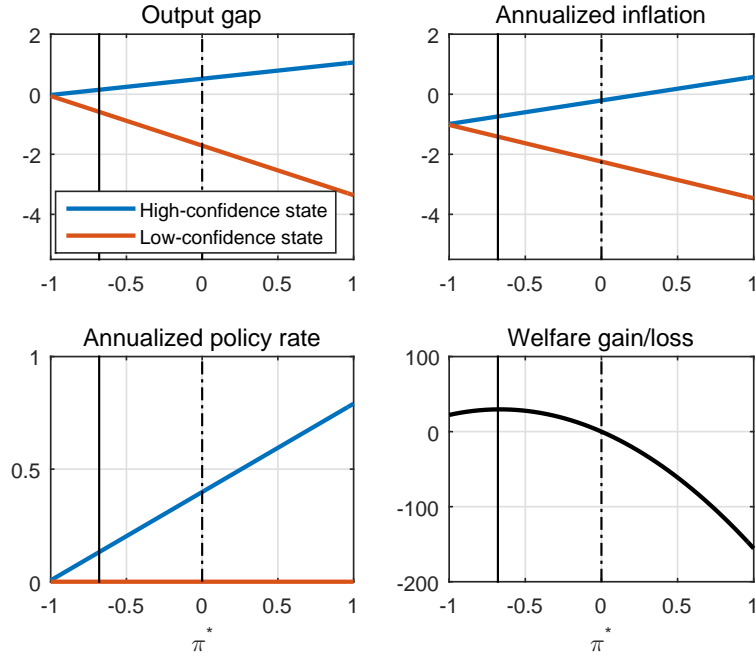 Output gap
2
0
-2
-4
-1 -0.5 0 0.5 1
High-confidence state
Low-confidence state
Annualized inflation
2
0
-2
-4
-1 -0.5 0 0.5 1
Annualized policy rate
1
0.5
0
-1 -0.5 0 0.5 1
π*
Welfare gain/loss
100
0
-100
-200
-1 -0.5 0 0.5 1
π*